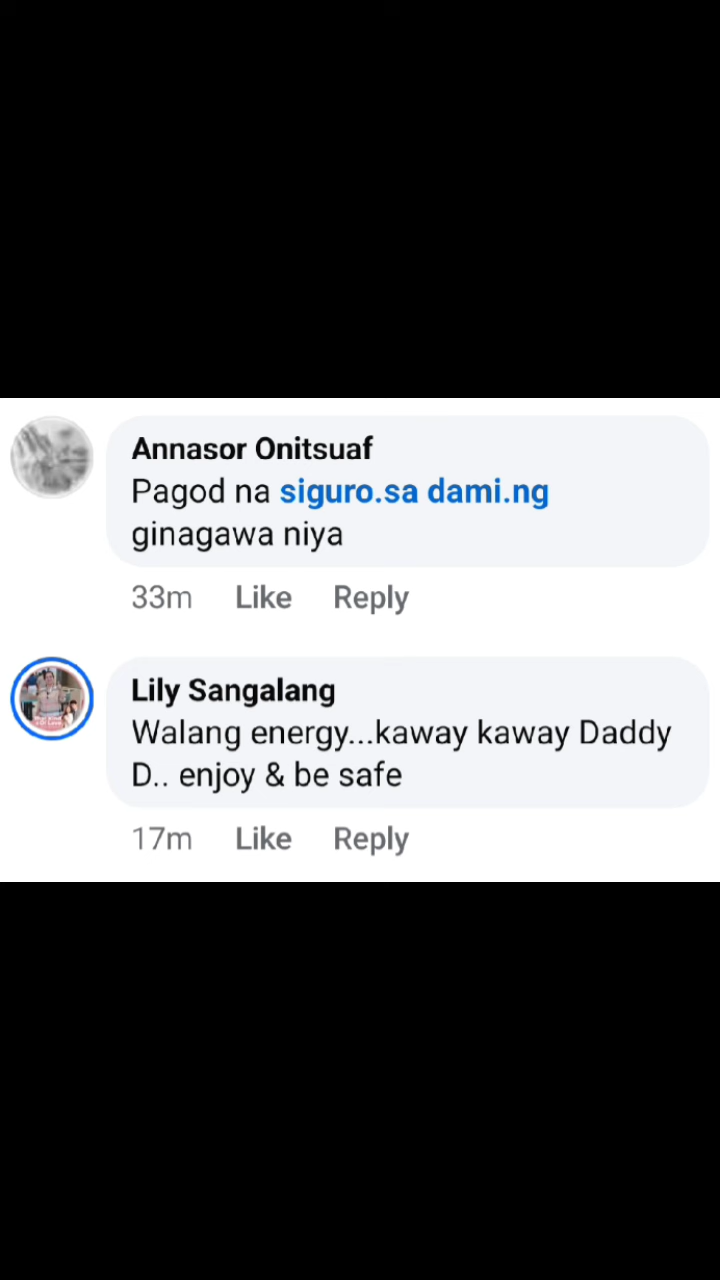 Annasor Onitsuaf
Pagod na siguro.sa dami.ng
ginagawa niya
33m Like Reply
Lily Sangalang
Walang energy...kaway kaway Daddy
D.. enjoy & be safe
17m Like Reply